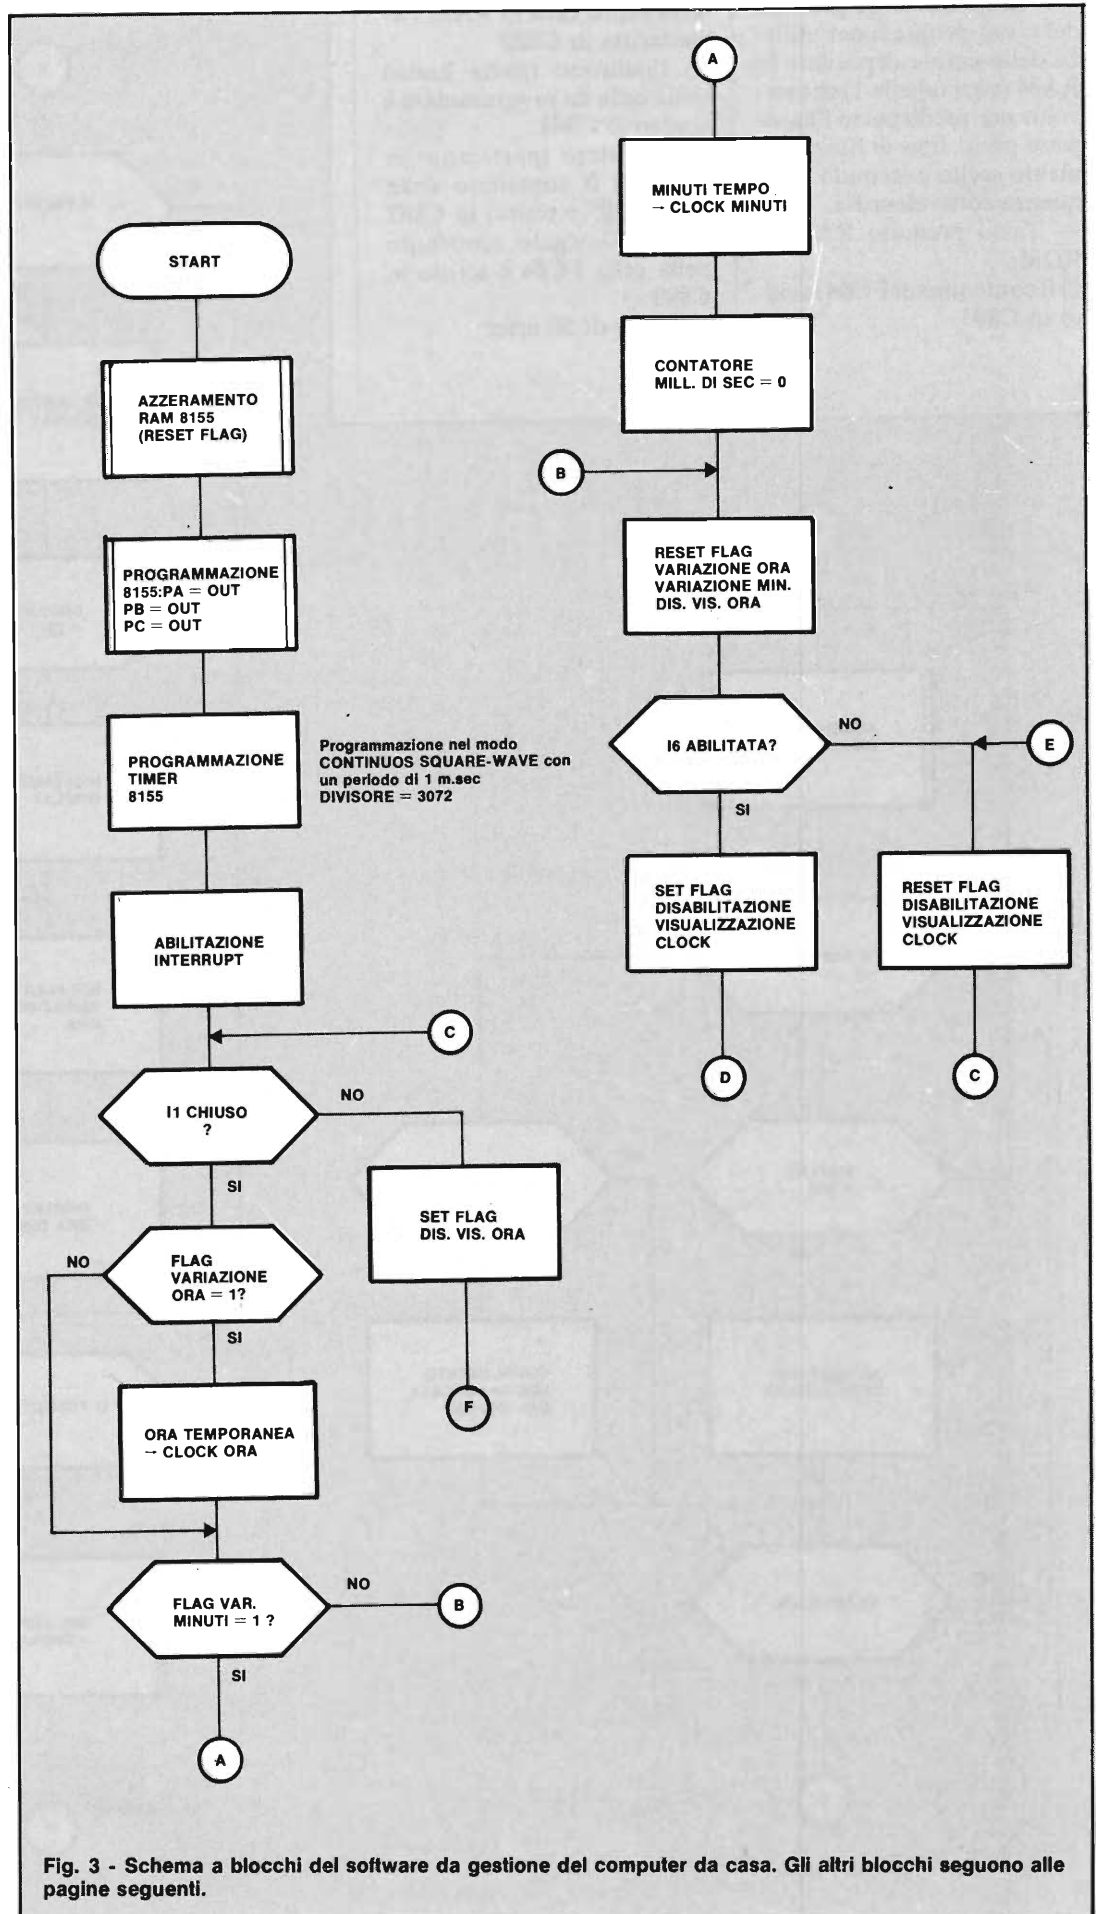 START
AZZERAMENTO
RAM 8155
(RESET FLAG)
PROGRAMMAZIONE
8155:PA = OUT
PB = OUT
PC = OUT
PROGRAMMAZIONE
TIMER
8155
Programmazione nel modo
CONTINUOS SQUARE-WAVE con
un periodo di 1 m.sec
DIVISORE = 3072
ABILITAZIONE
INTERRUPT
C
I1 CHIUSO
?
NO
SI
SET FLAG
DIS. VIS. ORA
F
FLAG
VARIAZIONE
ORA = 1?
NO
SI
ORA TEMPORANEA
→ CLOCK ORA
FLAG VAR.
MINUTI = 1 ?
NO
B
SI
A
A
MINUTI TEMPO
→ CLOCK MINUTI
CONTATORE
MILL. DI SEC = 0
B
RESET FLAG
VARIAZIONE ORA
VARIAZIONE MIN.
DIS. VIS. ORA
I6 ABILITATA?
NO
E
SI
SET FLAG
DISABILITAZIONE
VISUALIZZAZIONE
CLOCK
D
RESET FLAG
DISABILITAZIONE
VISUALIZZAZIONE
CLOCK
C
Fig. 3 - Schema a blocchi del software da gestione del computer da casa. Gli altri blocchi seguono alle
pagine seguenti.